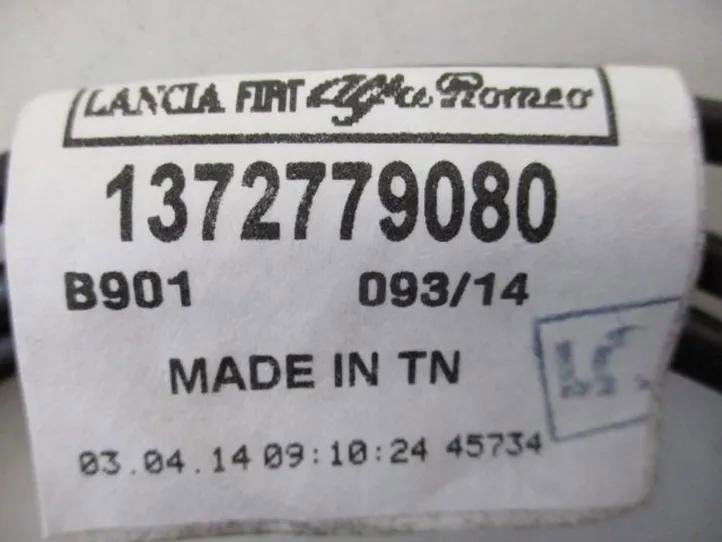 LANCIA FIAT Alfa Romeo
1372779080
B901 093/14
MADE IN TN
03.04.14 09:10:24 45734